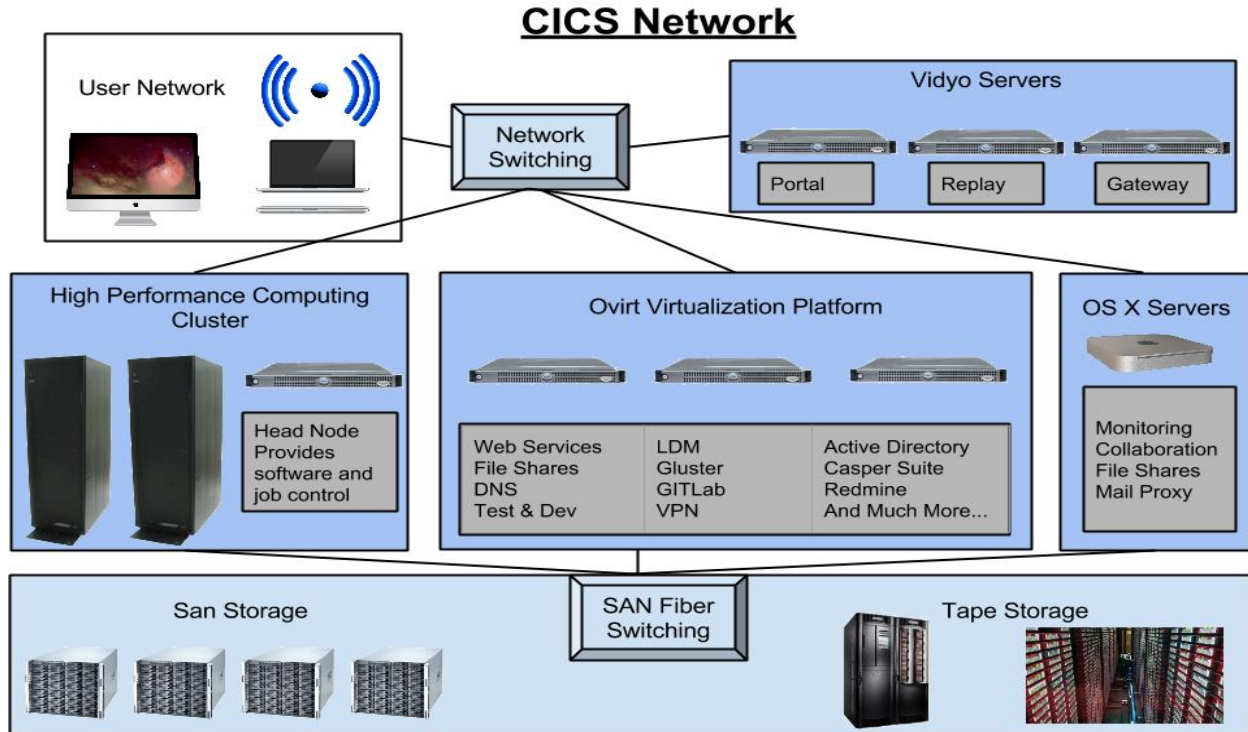 CICS Network
User Network
Network
Switching
Vidyo Servers
Portal
Replay
Gateway
High Performance Computing
Cluster
Head Node
Provides
software and
job control
Ovirt Virtualization Platform
Web Services
File Shares
DNS
Test & Dev
LDM
Gluster
GITLab
VPN
Active Directory
Casper Suite
Redmine
And Much More...
OS X Servers
Monitoring
Collaboration
File Shares
Mail Proxy
San Storage
SAN Fiber
Switching
Tape Storage